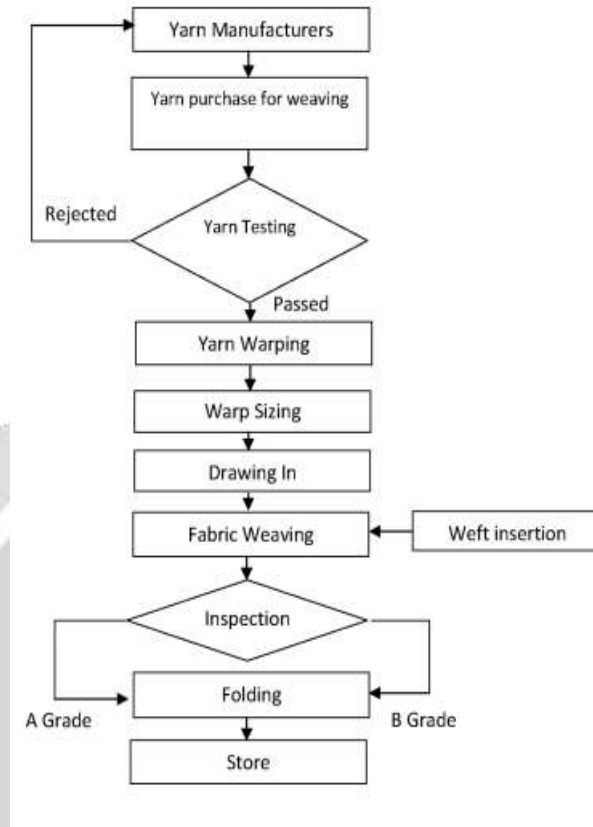 Yarn Manufacturers
Yarn purchase for weaving
Rejected
Yarn Testing
Passed
Yarn Warping
Warp Sizing
Drawing In
Fabric Weaving
Weft insertion
Inspection
Folding
A Grade
B Grade
Store